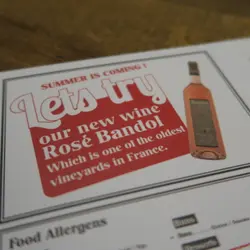 SUMMER IS COMING !
Lets try
our new wine
Rosé Bandol
Which is one of the oldest
vineyards in France.
Food Allergens